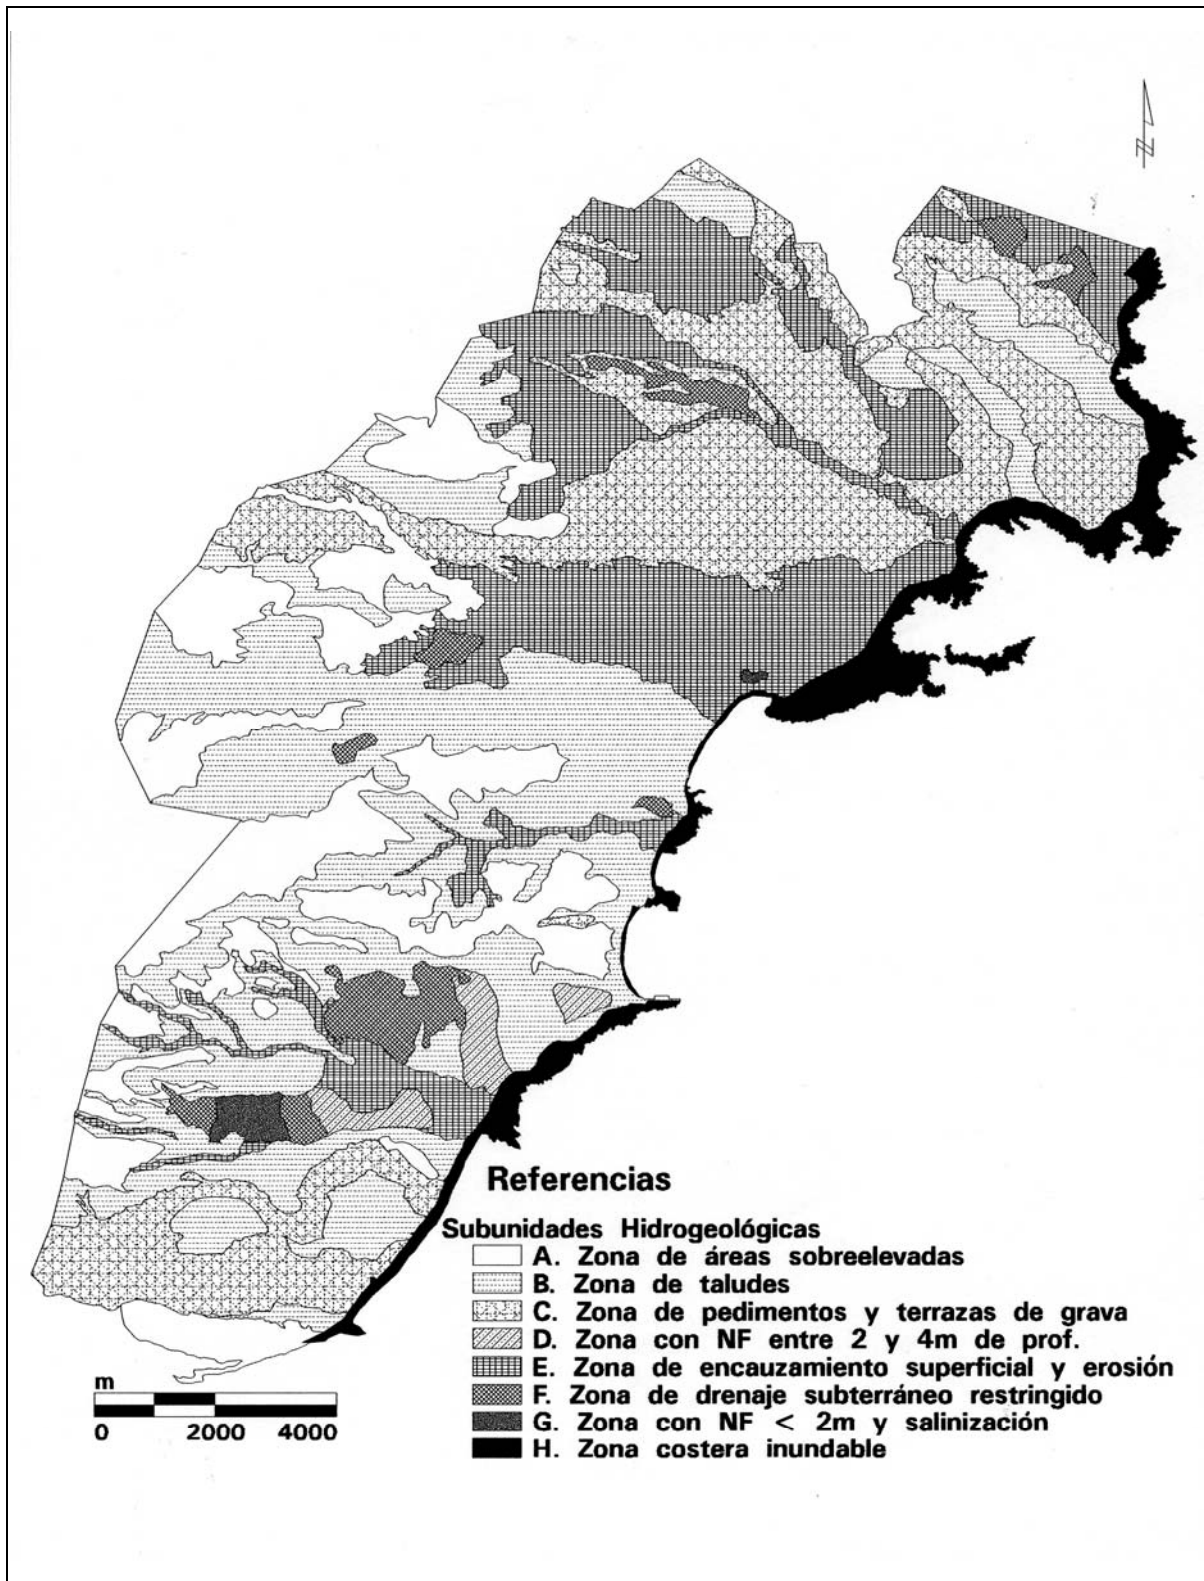 N
Referencias
Subunidades Hidrogeológicas
A. Zona de áreas sobreelevadas
B. Zona de taludes
C. Zona de pedimentos y terrazas de grava
D. Zona con NF entre 2 y 4m de prof.
E. Zona de encauzamiento superficial y erosión
F. Zona de drenaje subterráneo restringido
G. Zona con NF < 2m y salinización
H. Zona costera inundable
m
0 2000 4000